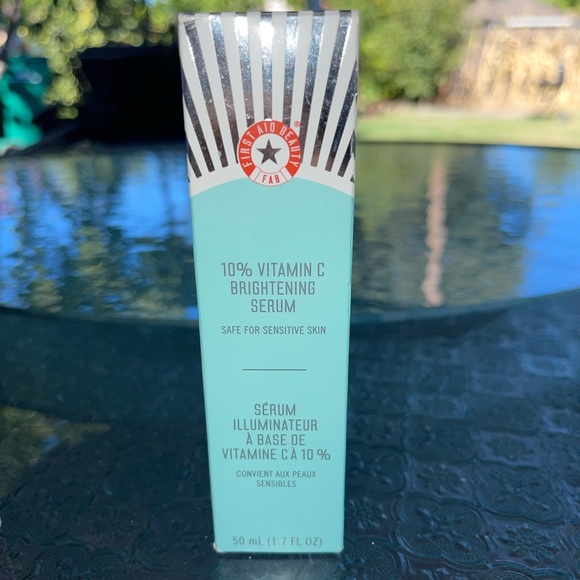 FIRST AID BEAUTY®
FAB
10% VITAMIN C
BRIGHTENING
SERUM
SAFE FOR SENSITIVE SKIN
SÉRUM
ILLUMINATEUR
À BASE DE
VITAMINE C À 10 %
CONVIENT AUX PEAUX
SENSIBLES
50 mL (1.7 FL OZ)